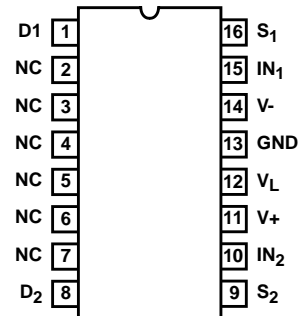 D1 1 16 S1
NC 2 15 IN1
NC 3 14 V-
NC 4 13 GND
NC 5 12 VL
NC 6 11 V+
NC 7 10 IN2
D2 8 9 S2